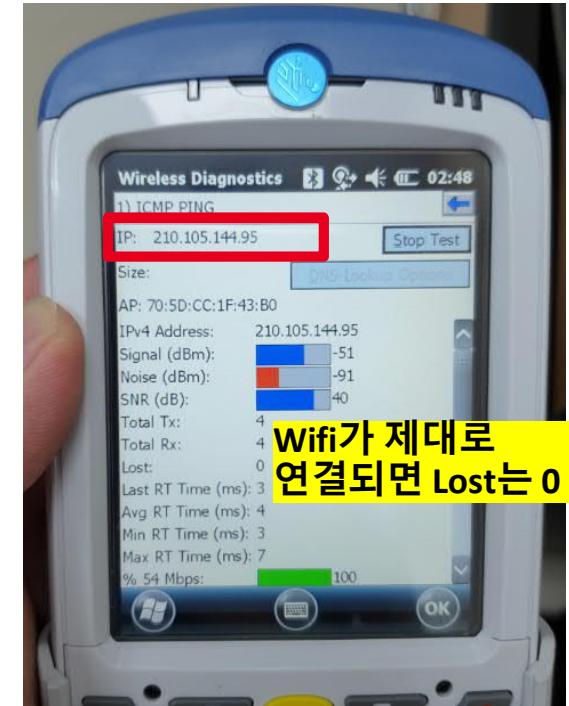 Wireless Diagnostics 02:48
1) ICMP PING
IP: 210.105.144.95 Stop Test
Size: DNS Lookup Options
AP: 70:5D:CC:1F:43:B0
IPv4 Address: 210.105.144.95
Signal (dBm): -51
Noise (dBm): -91
SNR (dB): 40
Total Tx: 4
Total Rx: 4
Lost: 0
Wifi가 제대로
연결되면 Lost는 0
Last RT Time (ms): 3
Avg RT Time (ms): 4
Min RT Time (ms): 3
Max RT Time (ms): 7
% 54 Mbps: 100
OK